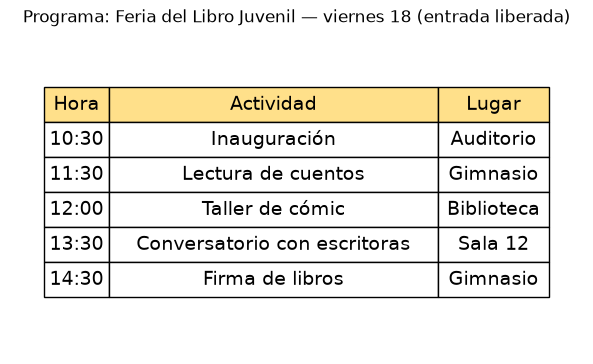 Programa: Feria del Libro Juvenil — viernes 18 (entrada liberada)
Hora Actividad Lugar
10:30 Inauguración Auditorio
11:30 Lectura de cuentos Gimnasio
12:00 Taller de cómic Biblioteca
13:30 Conversatorio con escritoras Sala 12
14:30 Firma de libros Gimnasio